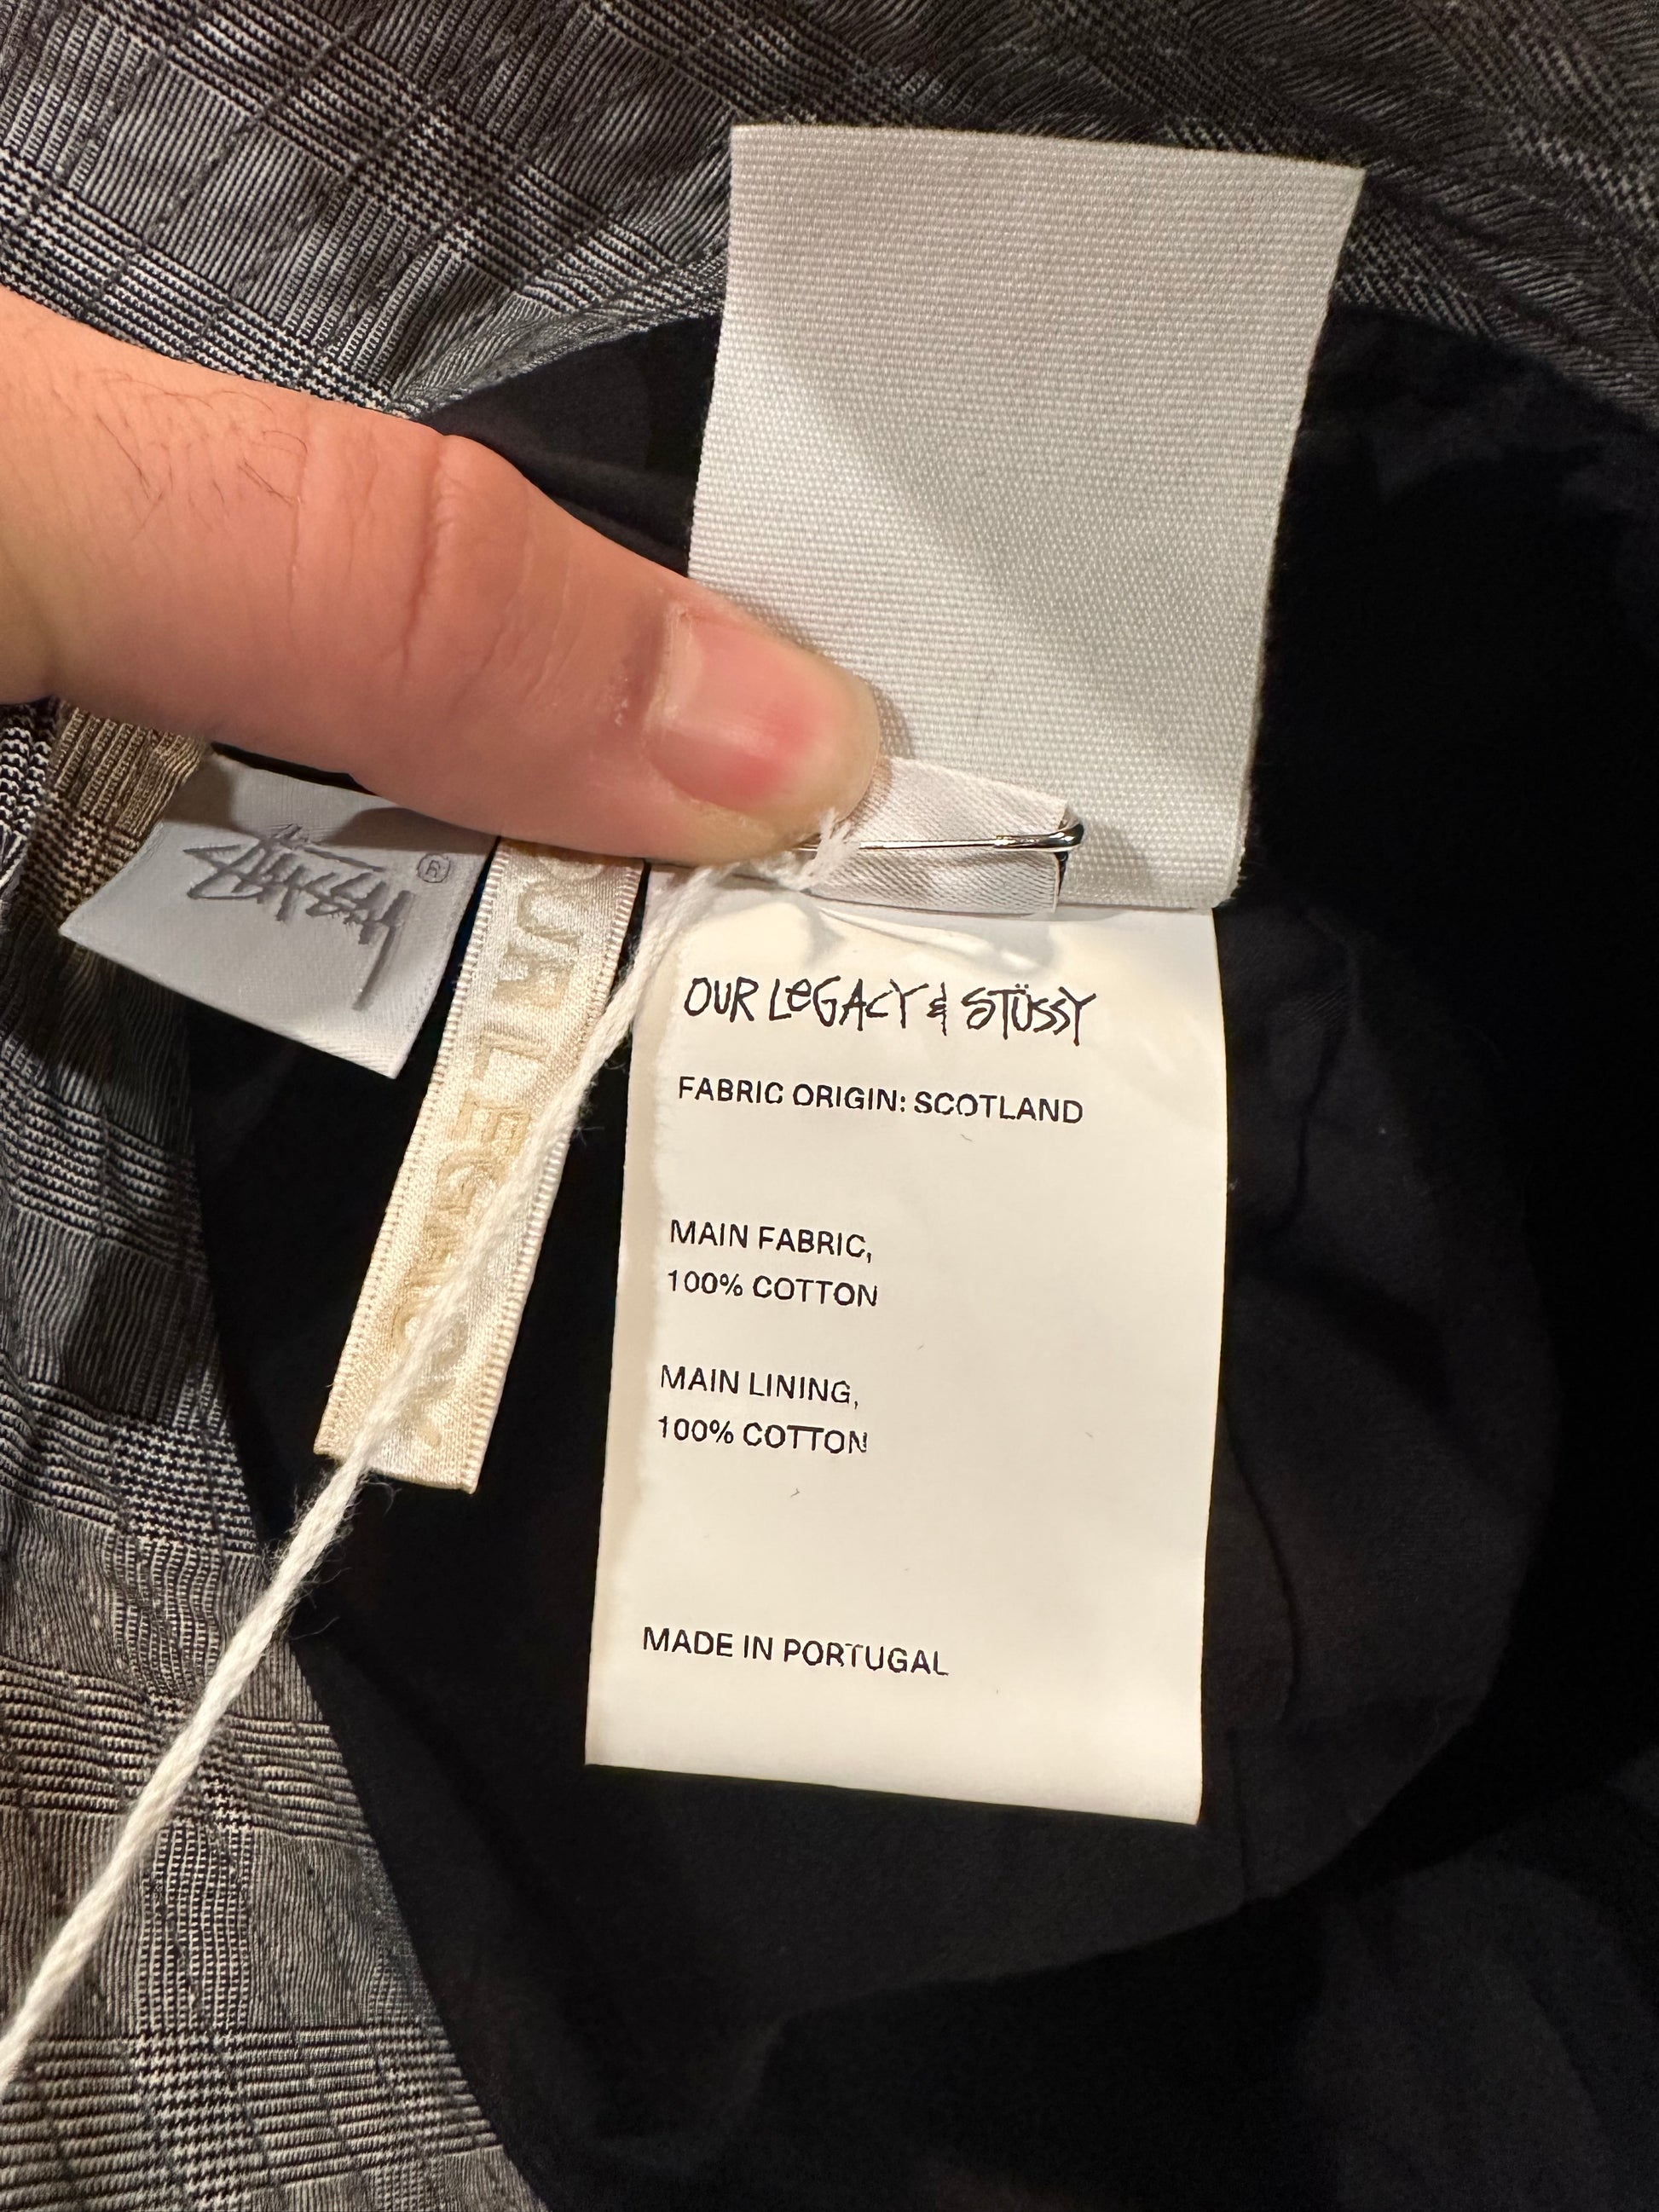 STÜSSY ®
OUR LEGACY
OUR LEGACY & STÜSSY
FABRIC ORIGIN: SCOTLAND
MAIN FABRIC,
100% COTTON
MAIN LINING,
100% COTTON
MADE IN PORTUGAL